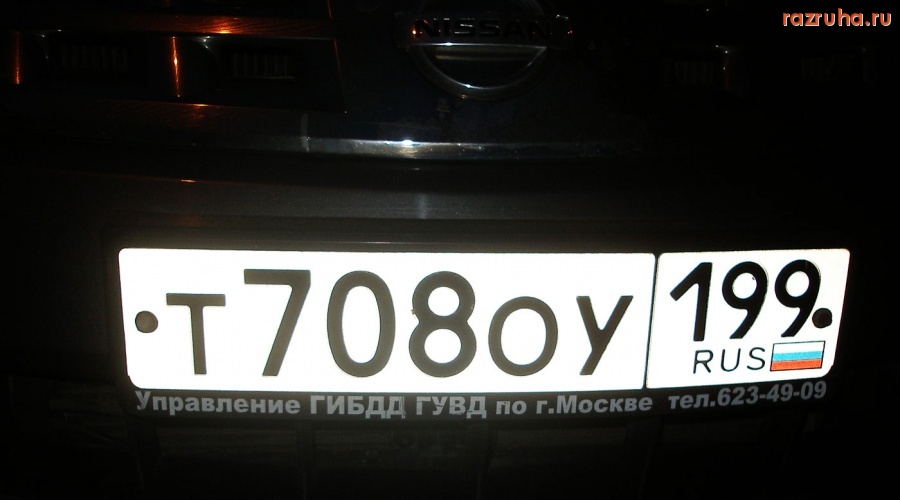 razruha.ru
NISSAN
Т708ОУ 199
RUS
Управление ГИБДД ГУВД по г.Москве тел.623-49-09